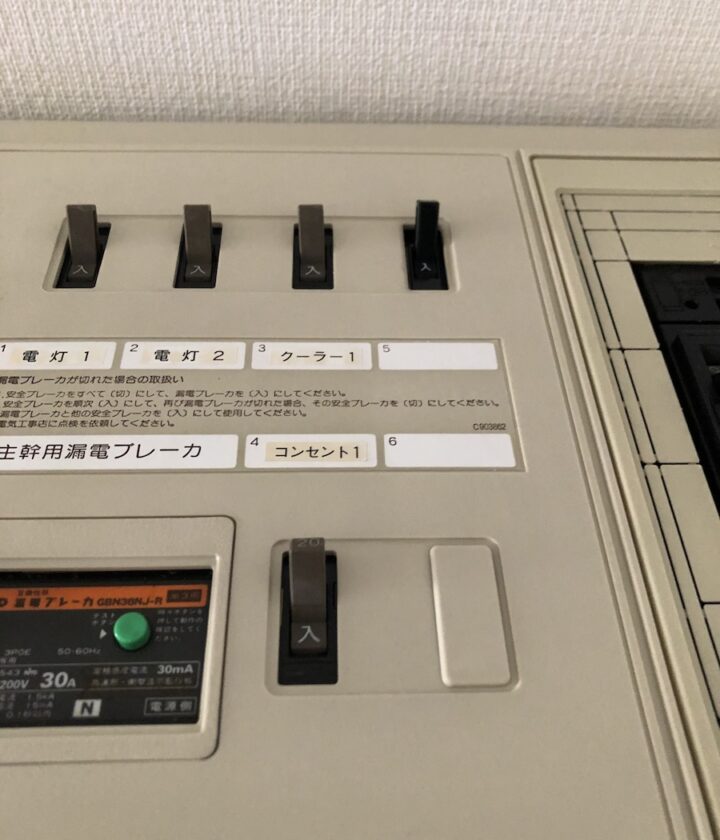 入 入 入 入
1 電灯1 2 電灯2 3 クーラー1 5
漏電ブレーカが切れた場合の取扱い
安全ブレーカをすべて〔切〕にして、漏電ブレーカを〔入〕にしてください。
安全ブレーカを順次〔入〕にして、再び漏電ブレーカが切れた場合、その安全ブレーカを〔切〕にしてください。
漏電ブレーカと他の安全ブレーカを〔入〕にして使用してください。
電気工事店に点検を依頼してください。
C903862
主幹用漏電ブレーカ 4 コンセント1 6
20
入
漏電ブレーカ GBN38NJ-R
テスト
ボタン
3P0E 50-60Hz
200V 30A
30mA
N 電源側